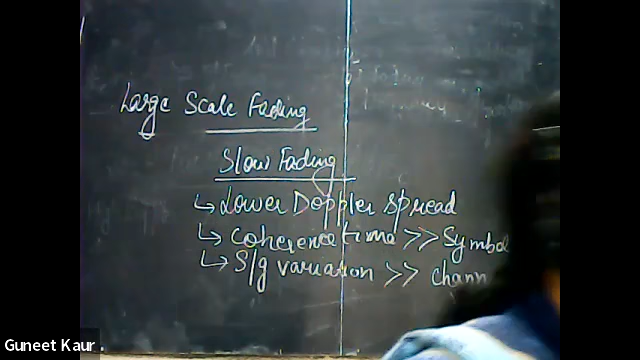 Large Scale Fading
Slow Fading
↳ Lower Doppler spread
↳ Coherence time >> Symbol
↳ S/g variation >> chann
Guneet Kaur